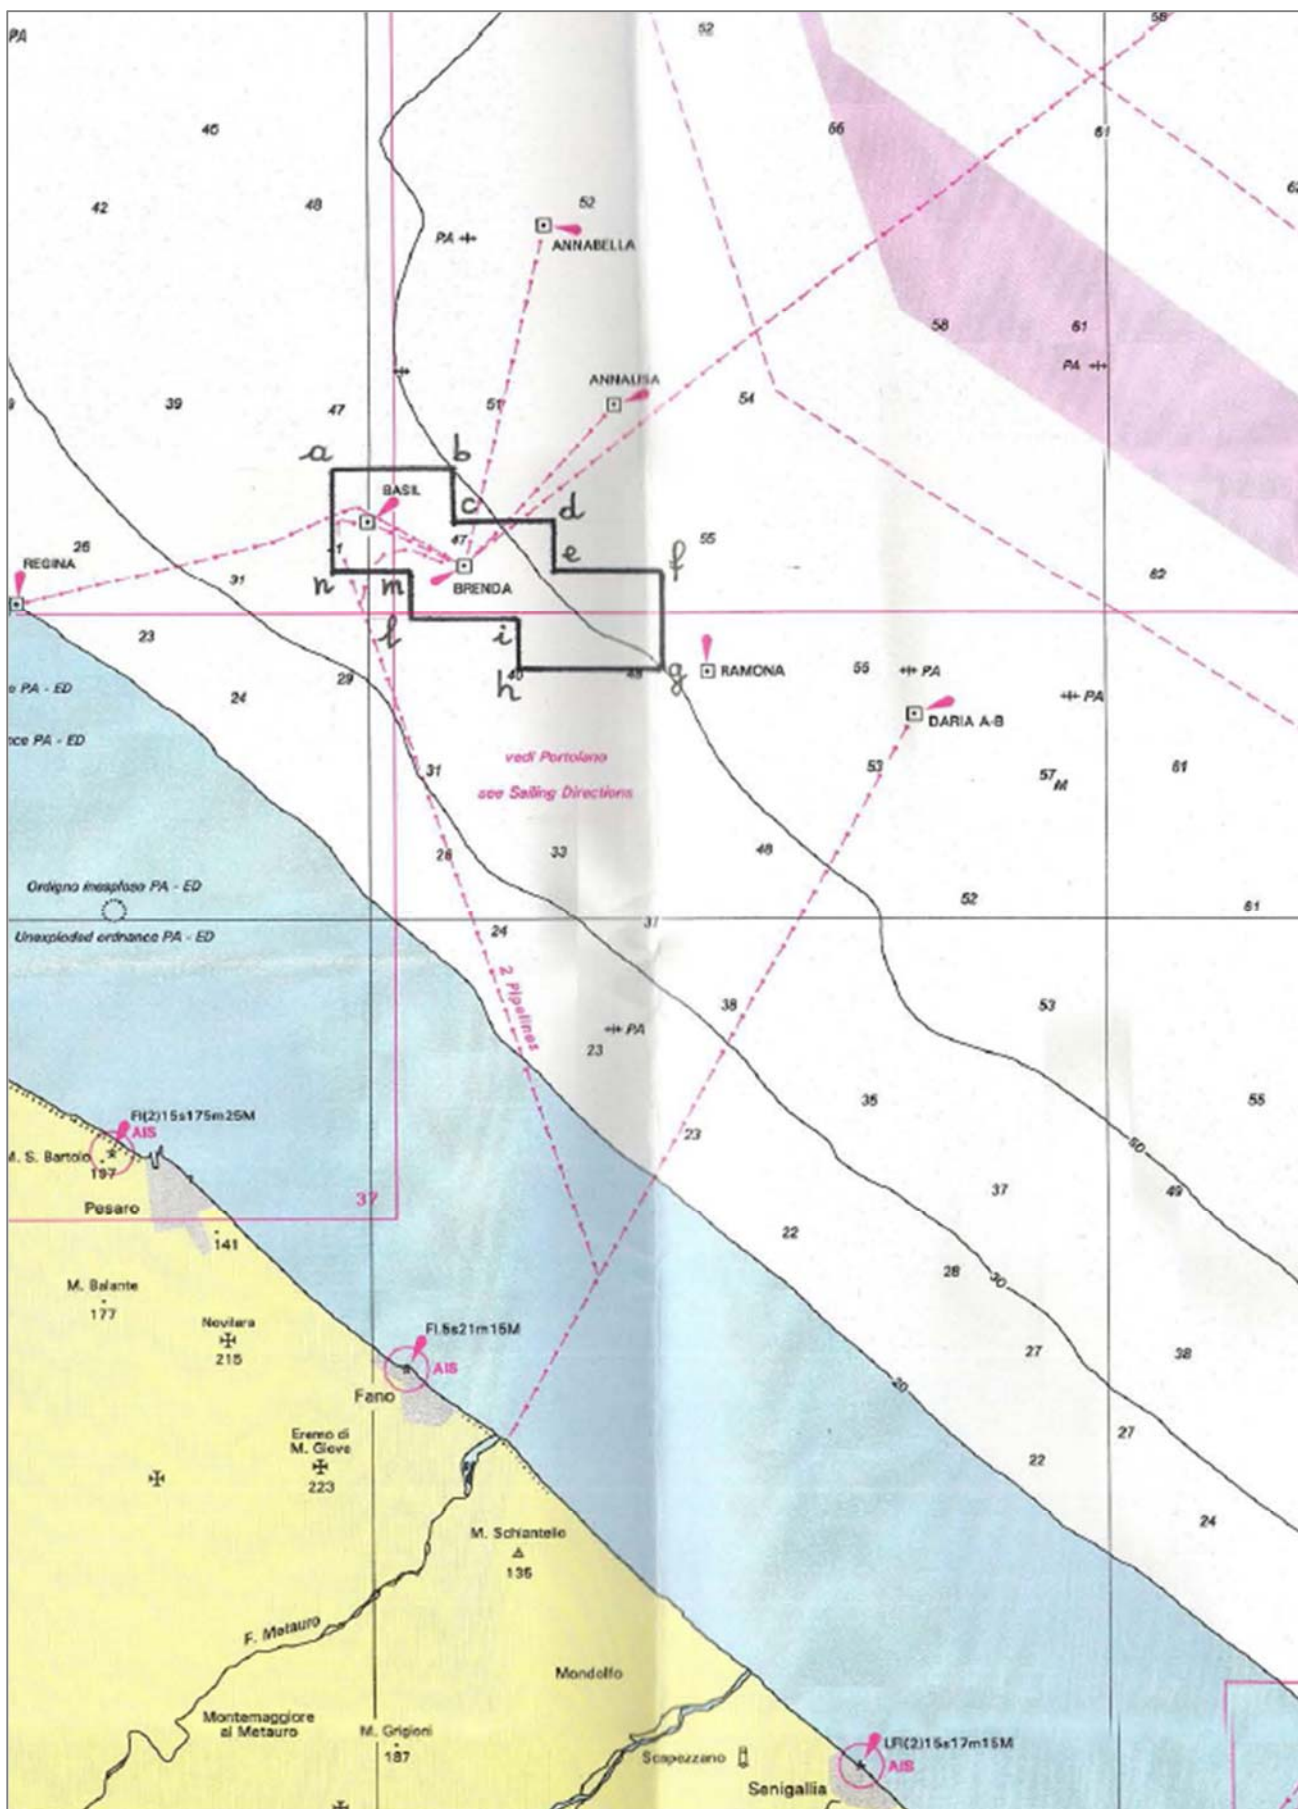 PA
52
58
46
66
61
42
48
52
62
PA
ANNABELLA
58
61
PA
ANNALISA
39
47
51
54
a
b
BASIL
c
d
47
e
55
f
26
REGINA
31
n
m
BRENDA
62
23
l
i
PA - ED
24
29
40
48
h
g
RAMONA
55
PA
PA
DARIA A-B
PA - ED
vedi Portolano
see Sailing Directions
31
53
57
M
61
26
33
48
Ordigno inesploso PA - ED
52
61
Unexploded ordnance PA - ED
24
37
2 Pipelines
38
53
PA
23
35
55
Fl(2)15s175m25M
AIS
M. S. Bartolo
197
23
50
Pesaro
37
37
49
141
22
M. Balante
177
28
30
Novilara
215
Fl.5s21m15M
AIS
27
38
Fano
20
Eremo di
M. Giove
223
27
22
24
M. Schiantello
135
F. Metauro
Mondolfo
Montemaggiore
al Metauro
M. Grigioni
187
Scapezzano
LFl(2)15s17m15M
AIS
Senigallia